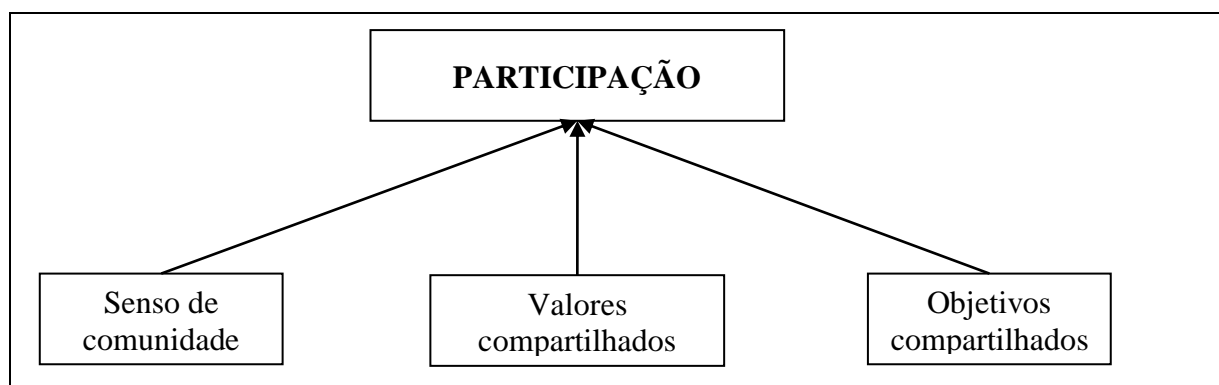 PARTICIPAÇÃO
Senso de
comunidade
Valores
compartilhados
Objetivos
compartilhados